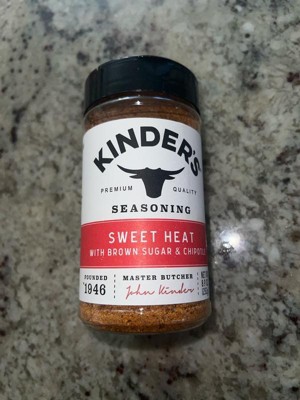 KINDER'S
PREMIUM QUALITY
SEASONING
SWEET HEAT
WITH BROWN SUGAR & CHIPOTLE
FOUNDED
1946
MASTER BUTCHER
John Kinder